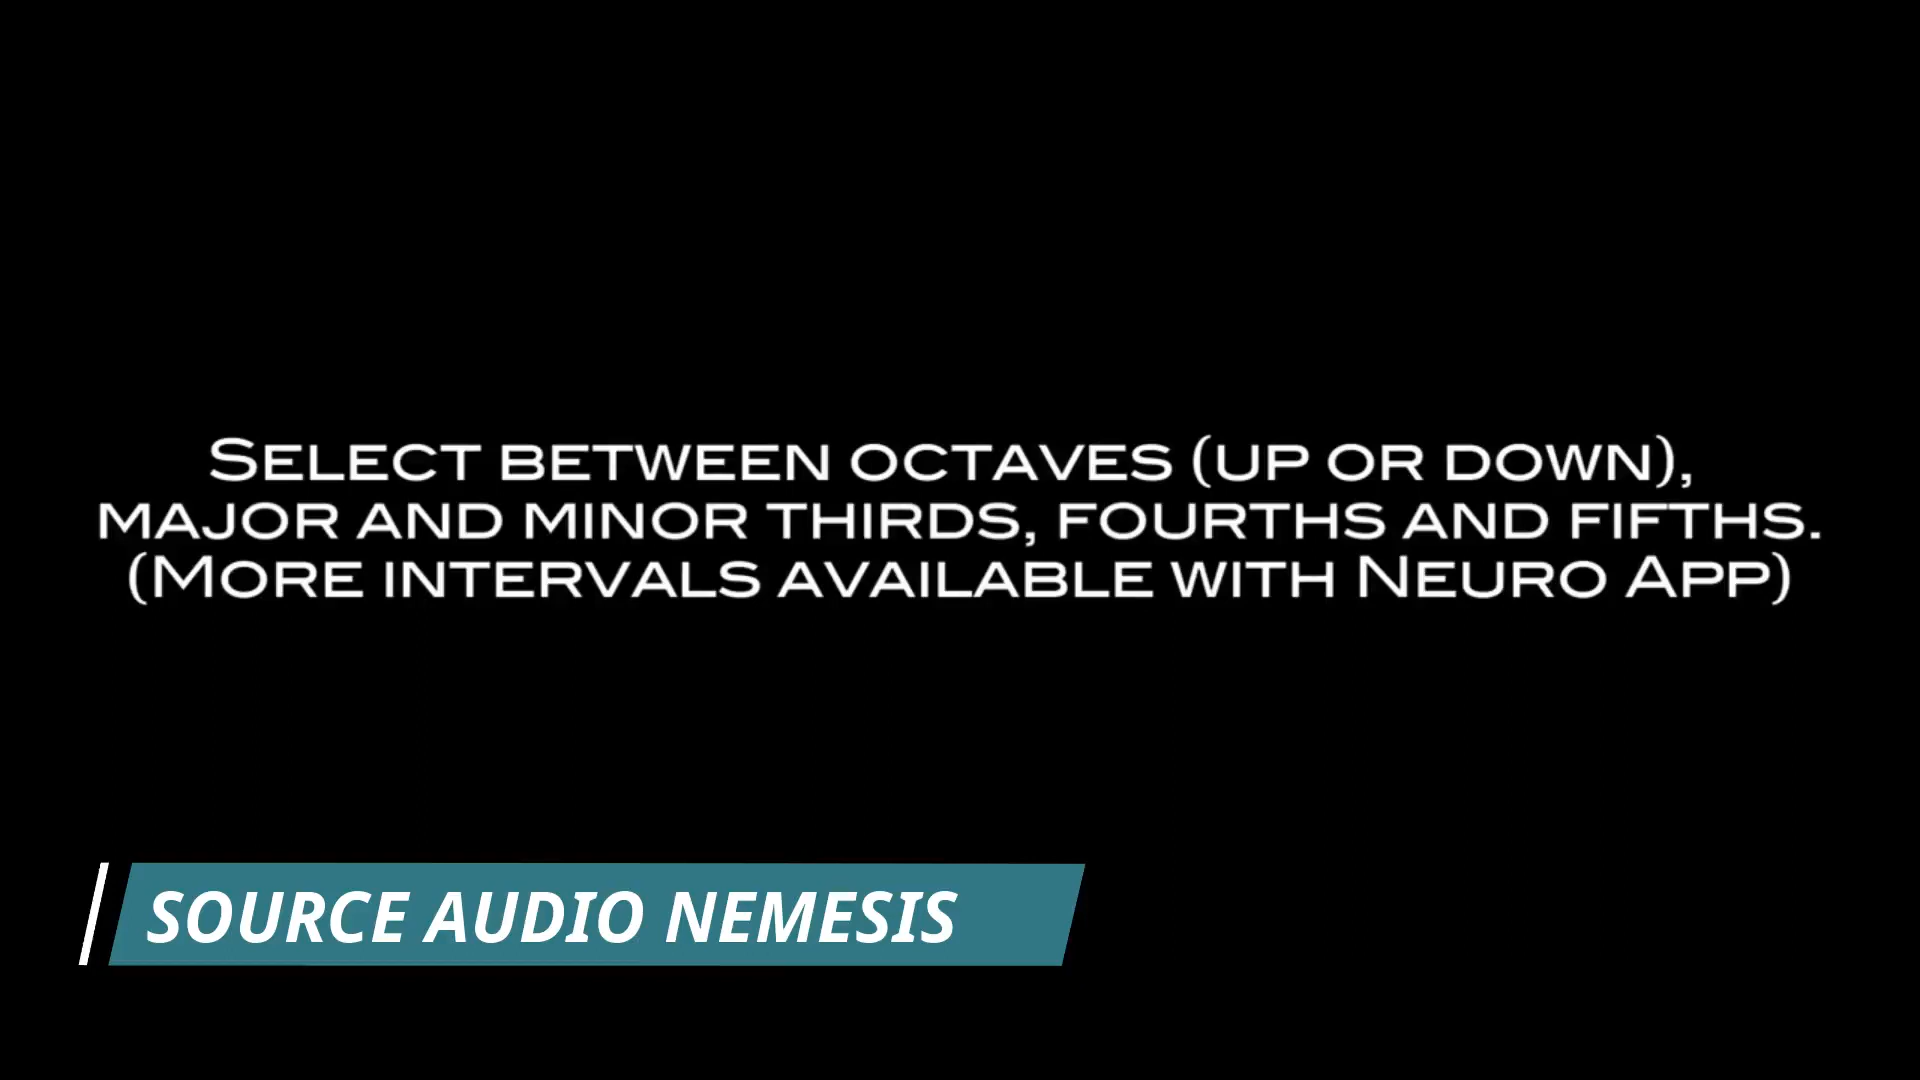 Select between octaves (up or down),
major and minor thirds, fourths and fifths.
(More intervals available with Neuro App)
SOURCE AUDIO NEMESIS